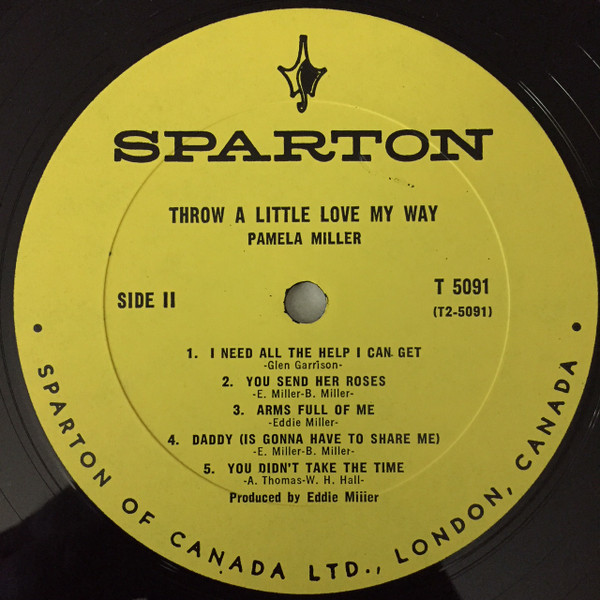 SPARTON
THROW A LITTLE LOVE MY WAY
PAMELA MILLER
SIDE II
T 5091
(T2-5091)
1. I NEED ALL THE HELP I CAN GET
-Glen Garrison-
2. YOU SEND HER ROSES
-E. Miller-B. Miller-
3. ARMS FULL OF ME
-Eddie Miller-
4. DADDY (IS GONNA HAVE TO SHARE ME)
-E. Miller-B. Miller-
5. YOU DIDN'T TAKE THE TIME
-A. Thomas-W. H. Hall-
Produced by Eddie Miiier
• SPARTON OF CANADA LTD., LONDON, CANADA •